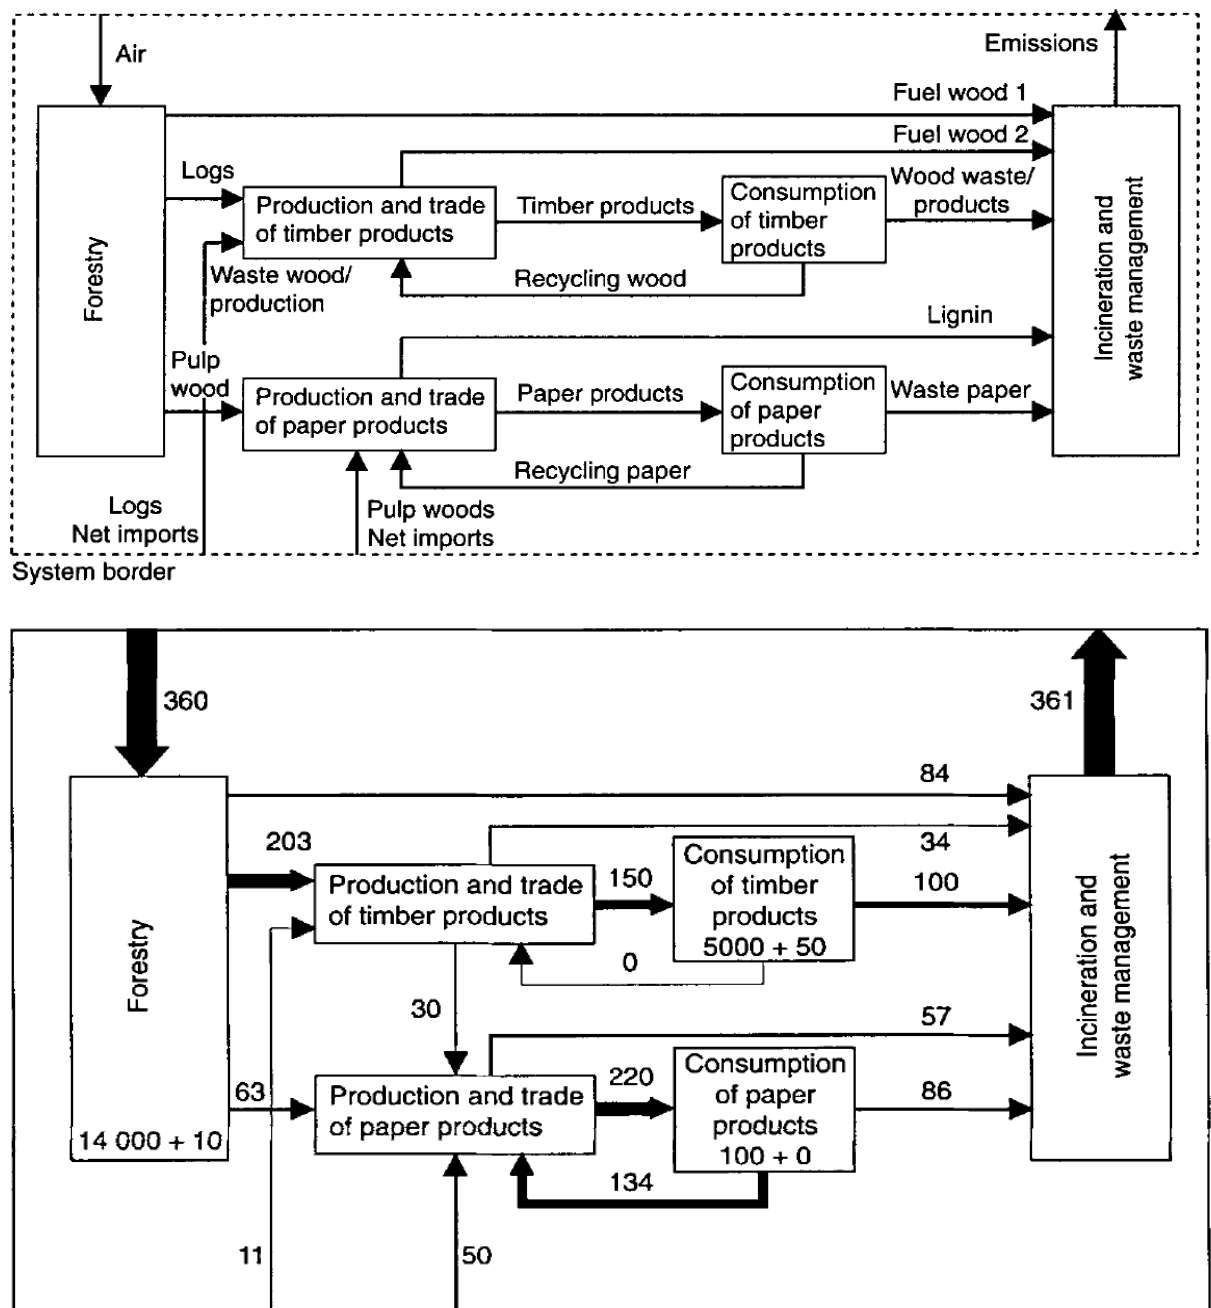 Air
Emissions
Fuel wood 1
Fuel wood 2
Logs
Production and trade
of timber products
Timber products
Consumption
of timber
products
Wood waste/
products
Waste wood/
production
Recycling wood
Forestry
Incineration and
waste management
Lignin
Pulp
wood
Production and trade
of paper products
Paper products
Consumption
of paper
products
Waste paper
Recycling paper
Logs
Net imports
Pulp woods
Net imports
System border
360
361
84
203
34
Production and trade
of timber products
150
Consumption
of timber
products
5000 + 50
100
0
Forestry
Incineration and
waste management
30
57
63
Production and trade
of paper products
220
Consumption
of paper
products
100 + 0
86
14 000 + 10
134
11
50